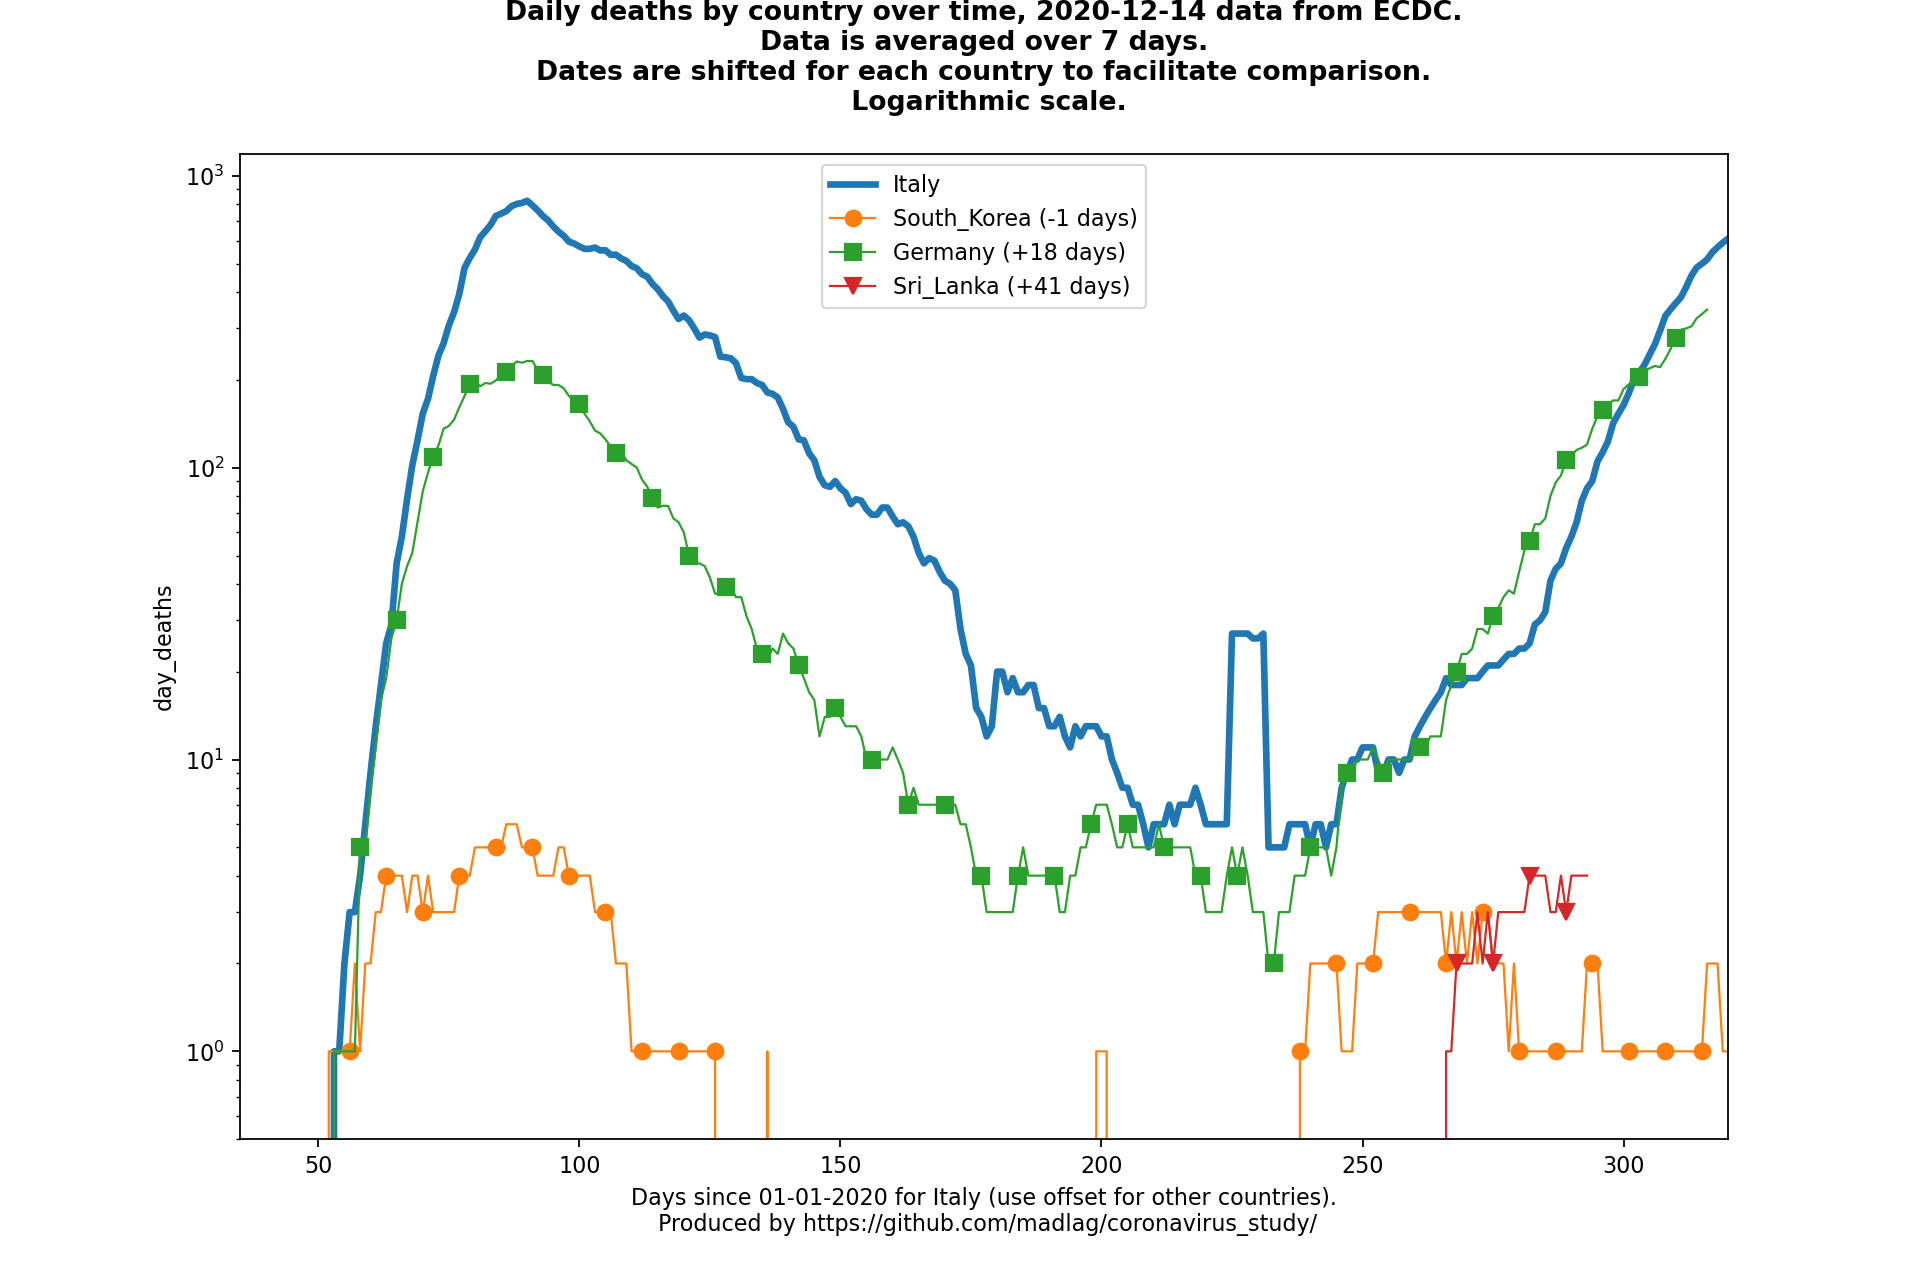 Daily deaths by country over time, 2020-12-14 data from ECDC.
Data is averaged over 7 days.
Dates are shifted for each country to facilitate comparison.
Logarithmic scale.
Italy
South_Korea (-1 days)
Germany (+18 days)
Sri_Lanka (+41 days)
day_deaths
10³
10²
10¹
10⁰
50 100 150 200 250 300
Days since 01-01-2020 for Italy (use offset for other countries).
Produced by https://github.com/madlag/coronavirus_study/